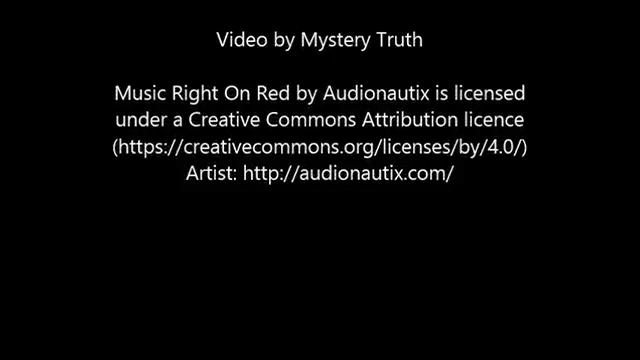 Video by Mystery Truth
Music Right On Red by Audionautix is licensed
under a Creative Commons Attribution licence
(https://creativecommons.org/licenses/by/4.0/)
Artist: http://audionautix.com/